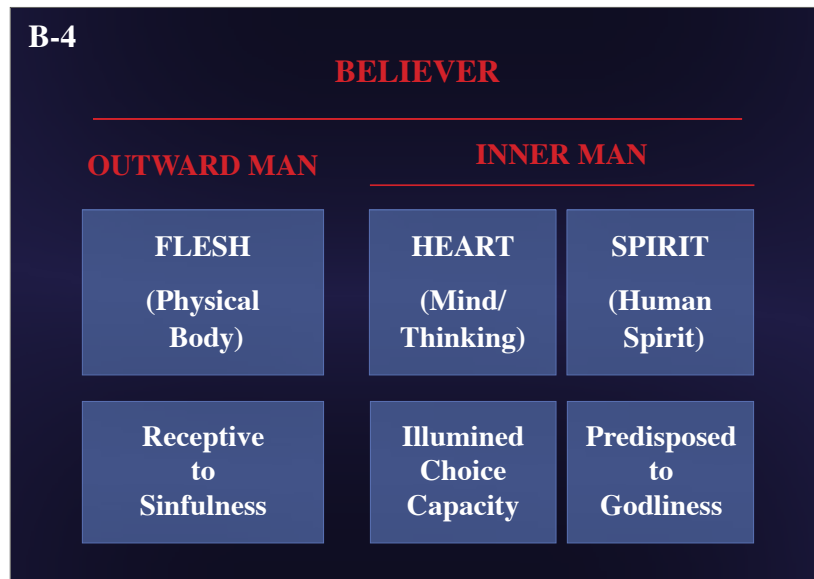 B-4
BELIEVER
OUTWARD MAN
INNER MAN
FLESH
(Physical
Body)
HEART
(Mind/
Thinking)
SPIRIT
(Human
Spirit)
Receptive
to
Sinfulness
Illumined
Choice
Capacity
Predisposed
to
Godliness